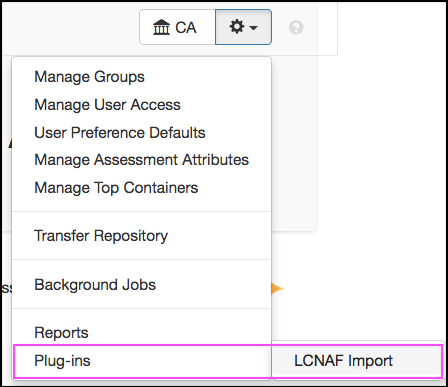 CA
Manage Groups
Manage User Access
User Preference Defaults
Manage Assessment Attributes
Manage Top Containers
Transfer Repository
Background Jobs
Reports
Plug-ins LCNAF Import